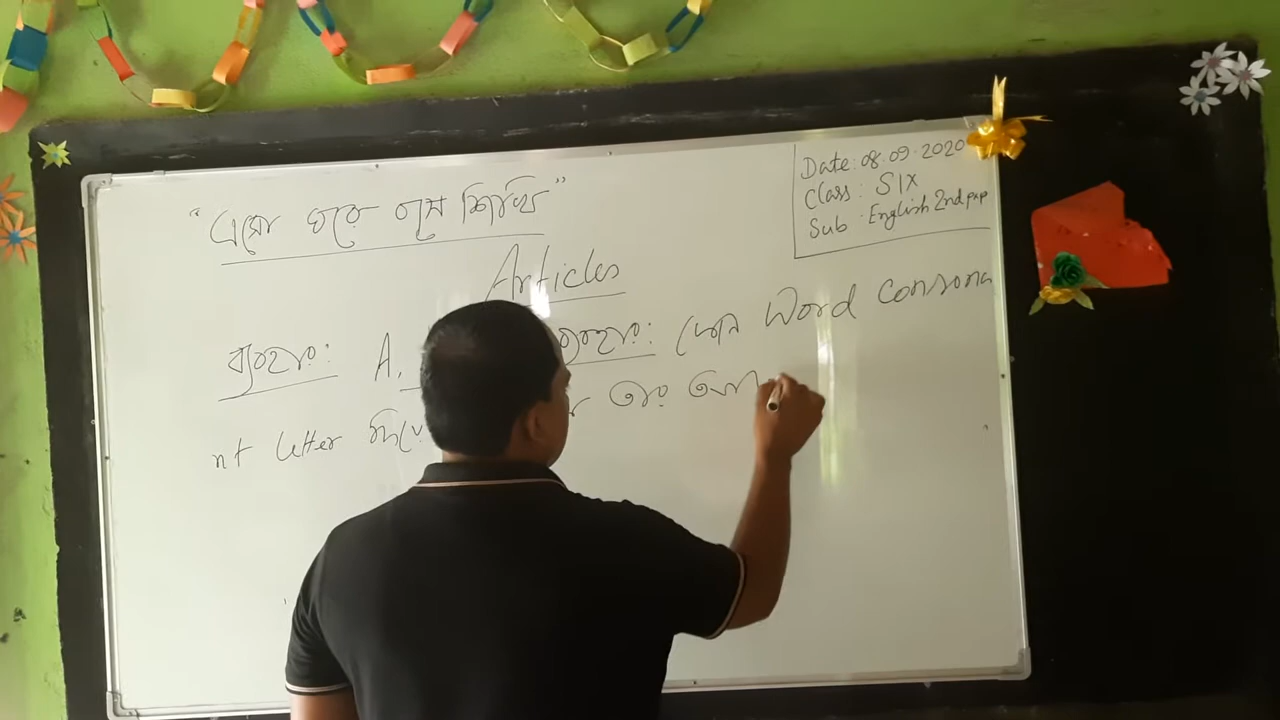 "এসো ঘরে বসে শিখি"
Date: 08.09.2020
Class: SIX
Sub: English 2nd pap
Articles
ব্যবহার: A, ব্যবহার: কোন Word consona
nt letter দিয়ে তার আগে